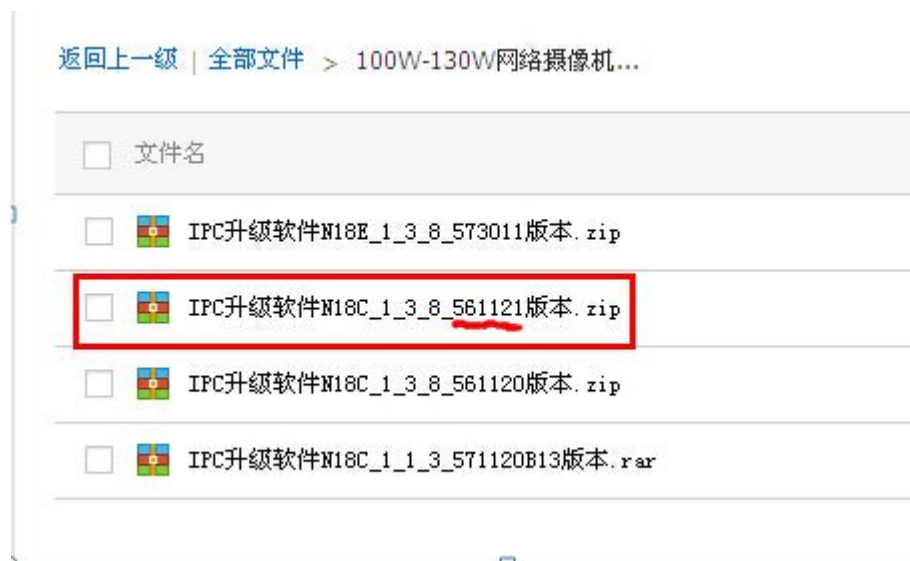 返回上一级 | 全部文件 > 100W-130W网络摄像机...
文件名
IPC升级软件N18E_1_3_8_573011版本.zip
IPC升级软件N18C_1_3_8_561121版本.zip
IPC升级软件N18C_1_3_8_561120版本.zip
IPC升级软件N18C_1_1_3_571120B13版本.rar